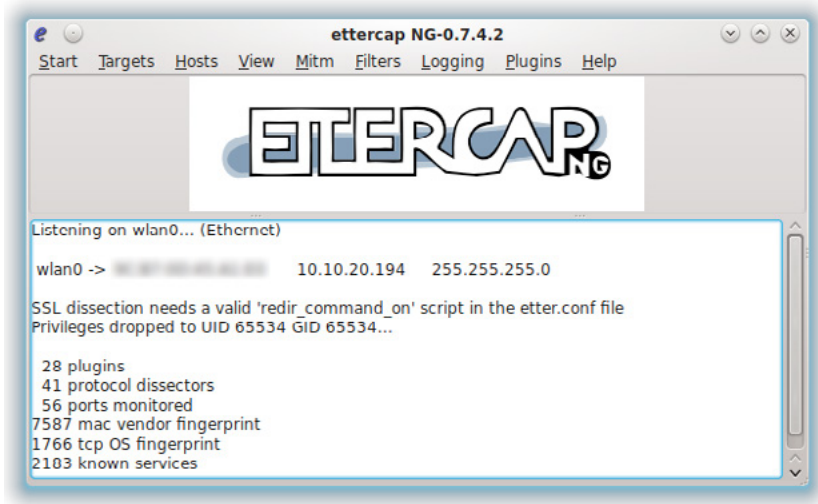 ettercap NG-0.7.4.2
Start Targets Hosts View Mitm Filters Logging Plugins Help
ETTERCAP NG
Listening on wlan0... (Ethernet)
wlan0 -> 10.10.20.194 255.255.255.0
SSL dissection needs a valid 'redir_command_on' script in the etter.conf file
Privileges dropped to UID 65534 GID 65534...
28 plugins
41 protocol dissectors
56 ports monitored
7587 mac vendor fingerprint
1766 tcp OS fingerprint
2183 known services